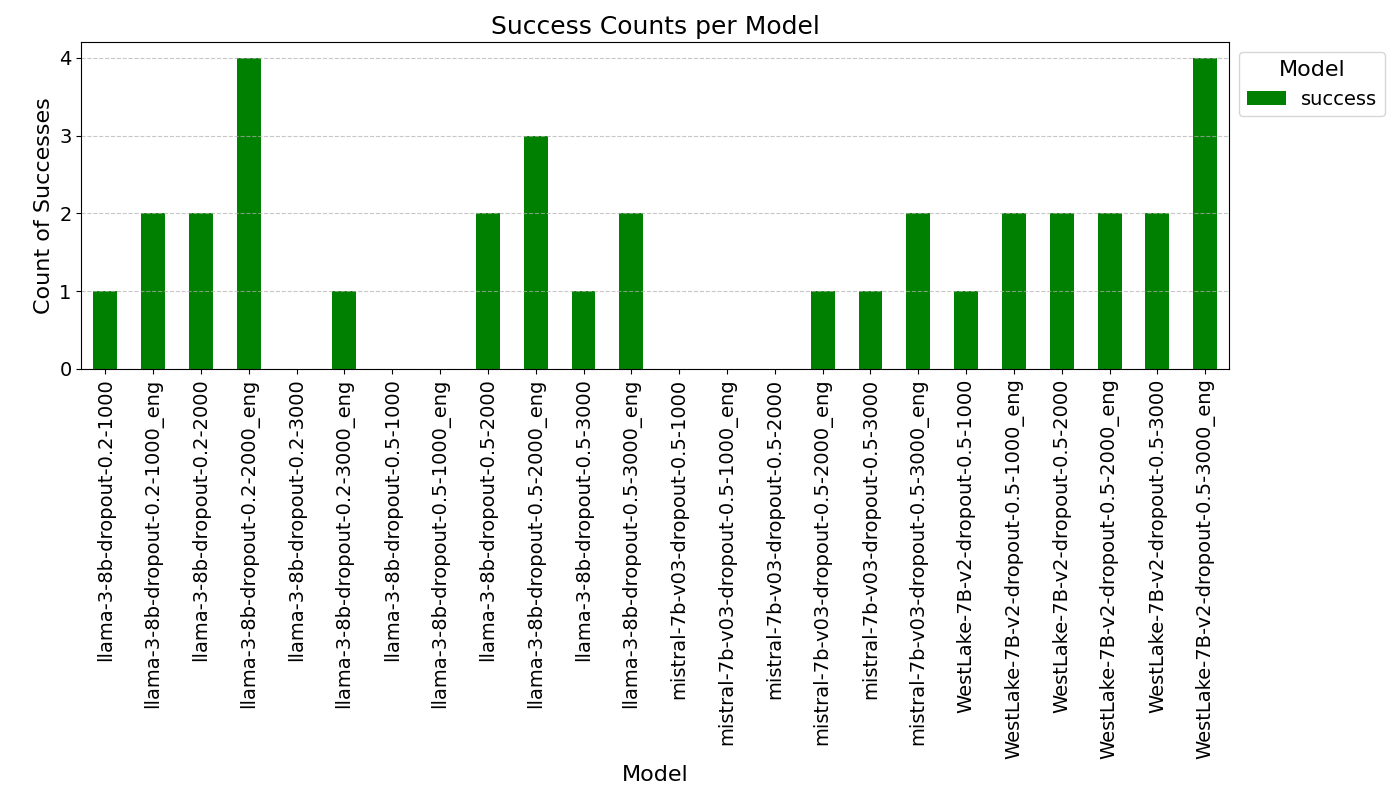 Success Counts per Model
Count of Successes
4
3
2
1
0
llama-3-8b-dropout-0.2-1000
llama-3-8b-dropout-0.2-1000_eng
llama-3-8b-dropout-0.2-2000
llama-3-8b-dropout-0.2-2000_eng
llama-3-8b-dropout-0.2-3000
llama-3-8b-dropout-0.2-3000_eng
llama-3-8b-dropout-0.5-1000
llama-3-8b-dropout-0.5-1000_eng
llama-3-8b-dropout-0.5-2000
llama-3-8b-dropout-0.5-2000_eng
llama-3-8b-dropout-0.5-3000
llama-3-8b-dropout-0.5-3000_eng
mistral-7b-v03-dropout-0.5-1000
mistral-7b-v03-dropout-0.5-1000_eng
mistral-7b-v03-dropout-0.5-2000
mistral-7b-v03-dropout-0.5-2000_eng
mistral-7b-v03-dropout-0.5-3000
mistral-7b-v03-dropout-0.5-3000_eng
WestLake-7B-v2-dropout-0.5-1000
WestLake-7B-v2-dropout-0.5-1000_eng
WestLake-7B-v2-dropout-0.5-2000
WestLake-7B-v2-dropout-0.5-2000_eng
WestLake-7B-v2-dropout-0.5-3000
WestLake-7B-v2-dropout-0.5-3000_eng
Model
Model
success